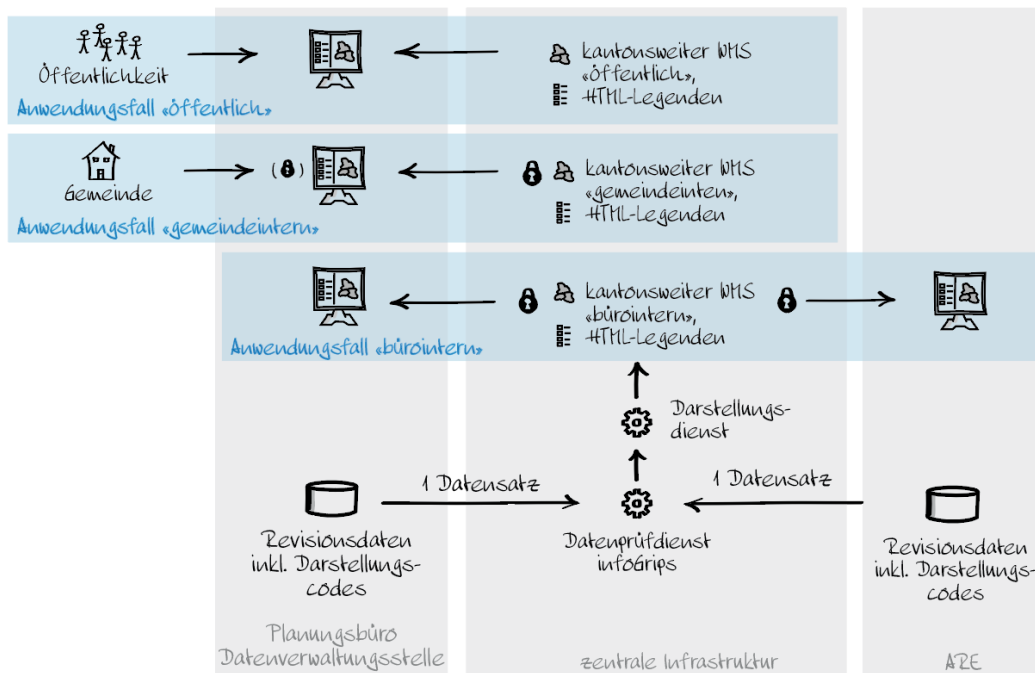 Öffentlichkeit
Anwendungsfall «öffentlich»
kantonsweiter WMS
«öffentlich»,
HTML-Legenden
Gemeinde
Anwendungsfall «gemeindeintern»
( )
kantonsweiter WMS
«gemeindeinten»,
HTML-Legenden
Anwendungsfall «bürointern»
kantonsweiter WMS
«bürointern»,
HTML-Legenden
Darstellungs-
dienst
1 Datensatz
1 Datensatz
Revisionsdaten
inkl. Darstellungs-
codes
Datenprüfdienst
infoGrips
Revisionsdaten
inkl. Darstellungs-
codes
Planungsbüro
Datenverwaltungsstelle
zentrale Infrastruktur
ARE